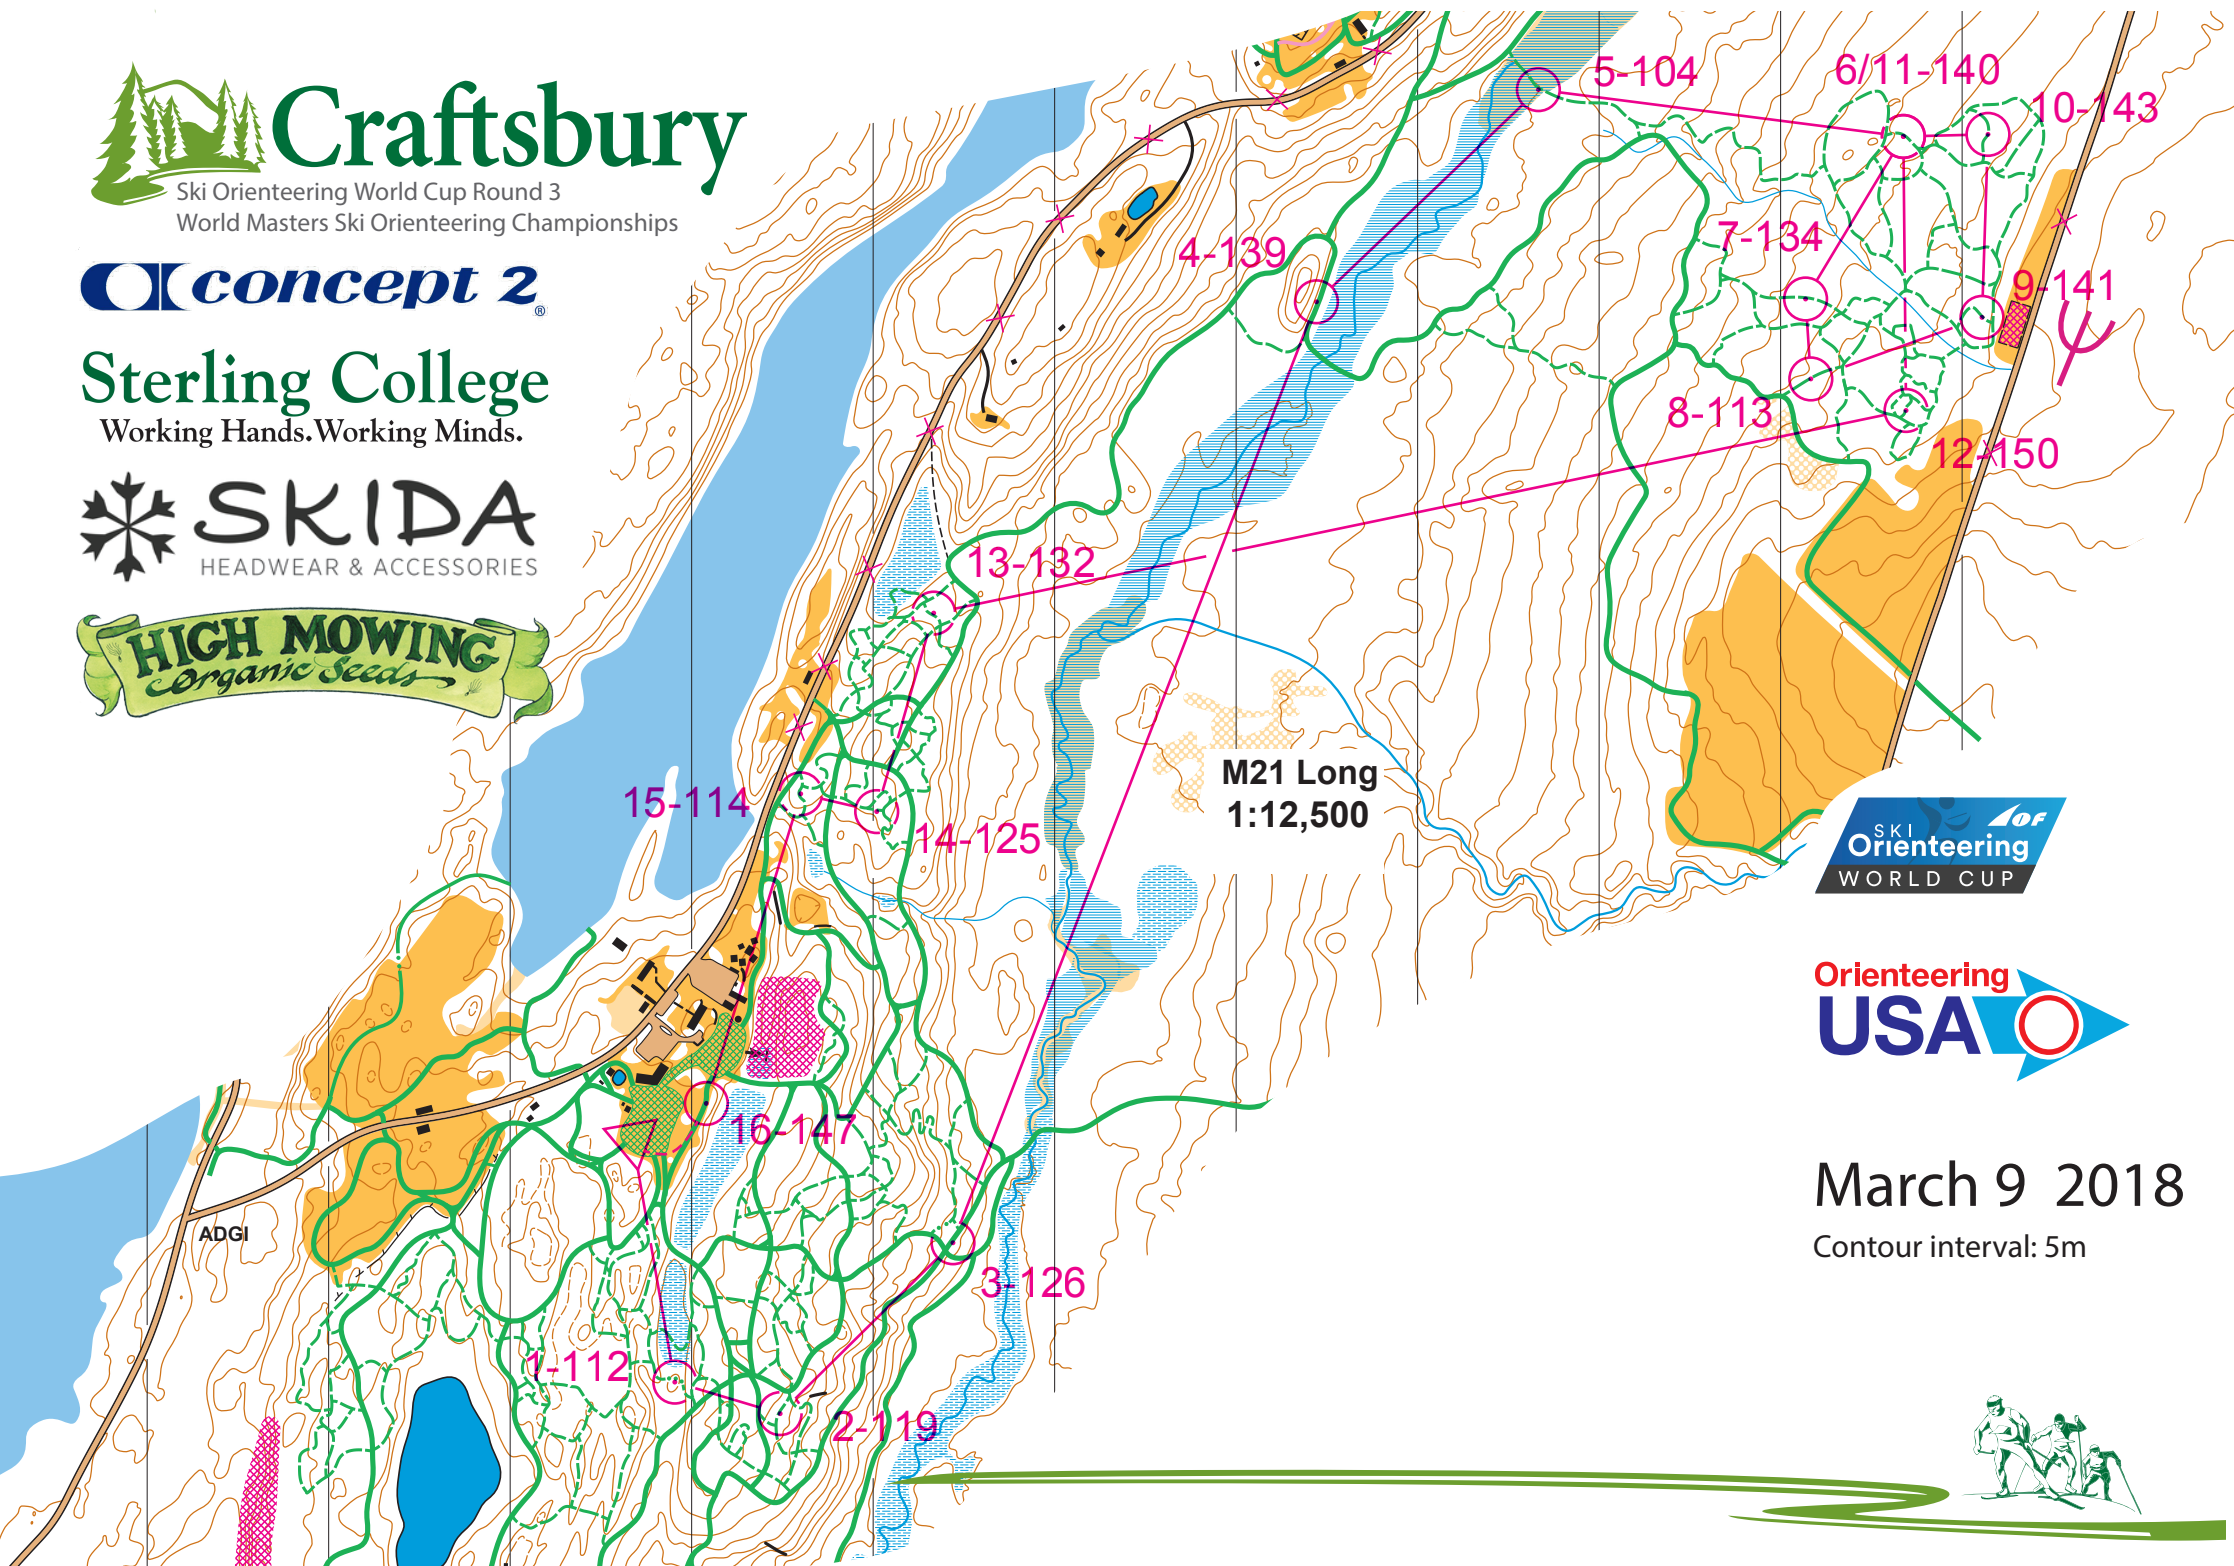 Craftsbury
Ski Orienteering World Cup Round 3
World Masters Ski Orienteering Championships
concept 2®
Sterling College
Working Hands. Working Minds.
SKIDA
HEADWEAR & ACCESSORIES
HIGH MOWING
Organic Seeds
5-104
6/11-140
10-143
4-139
7-134
9-141
8-113
12-150
13-132
M21 Long
1:12,500
15-114
14-125
16-147
ADGI
3-126
1-112
2-119
IOF
SKI
Orienteering
WORLD CUP
Orienteering
USA
March 9 2018
Contour interval: 5m